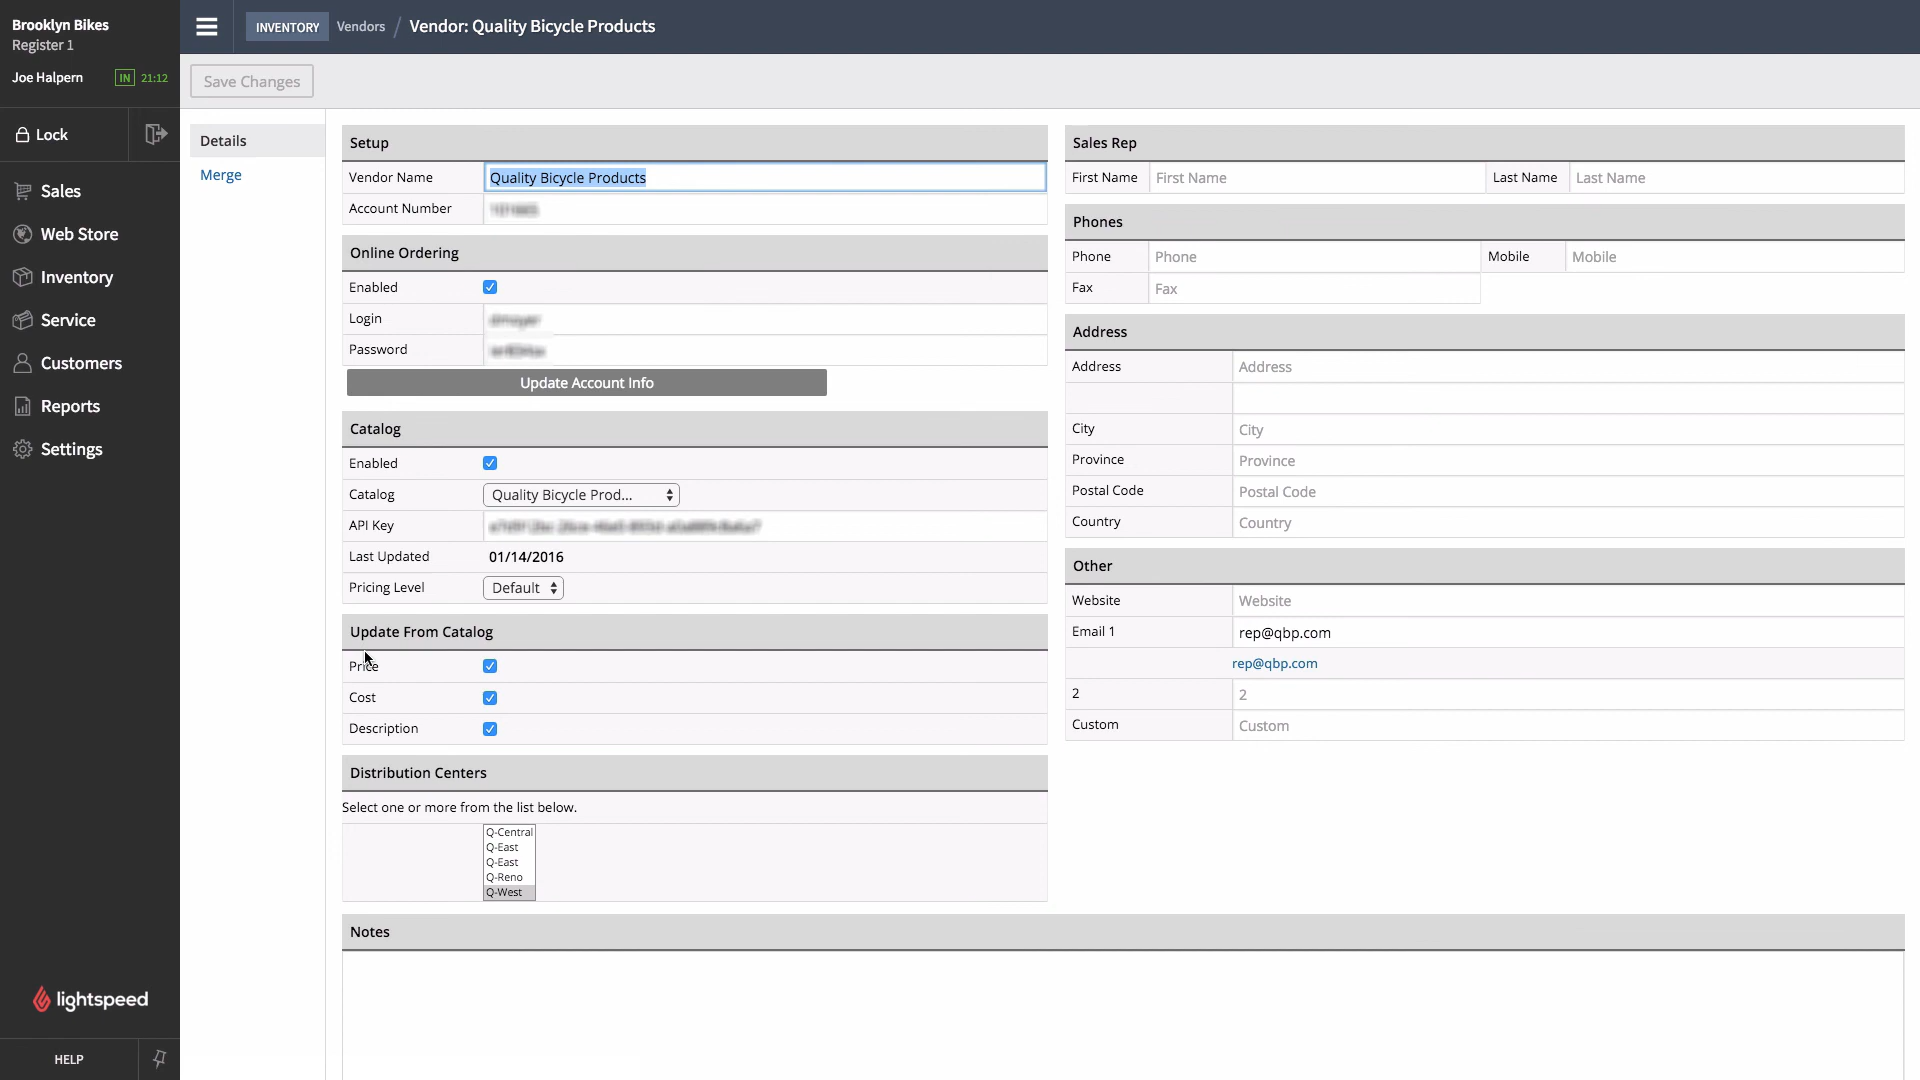 Brooklyn Bikes
Register 1
Joe Halpern IN 21:12
Lock
Sales
Web Store
Inventory
Service
Customers
Reports
Settings
lightspeed
HELP
INVENTORY Vendors / Vendor: Quality Bicycle Products
Save Changes
Details
Merge
Setup
Vendor Name Quality Bicycle Products
Account Number
Online Ordering
Enabled
Login
Password
Update Account Info
Catalog
Enabled
Catalog Quality Bicycle Prod...
API Key
Last Updated 01/14/2016
Pricing Level Default
Update From Catalog
Price
Cost
Description
Distribution Centers
Select one or more from the list below.
Q-Central
Q-East
Q-East
Q-Reno
Q-West
Sales Rep
First Name First Name Last Name Last Name
Phones
Phone Phone Mobile Mobile
Fax Fax
Address
Address Address
City City
Province Province
Postal Code Postal Code
Country Country
Other
Website Website
Email 1 rep@qbp.com
rep@qbp.com
2 2
Custom Custom
Notes